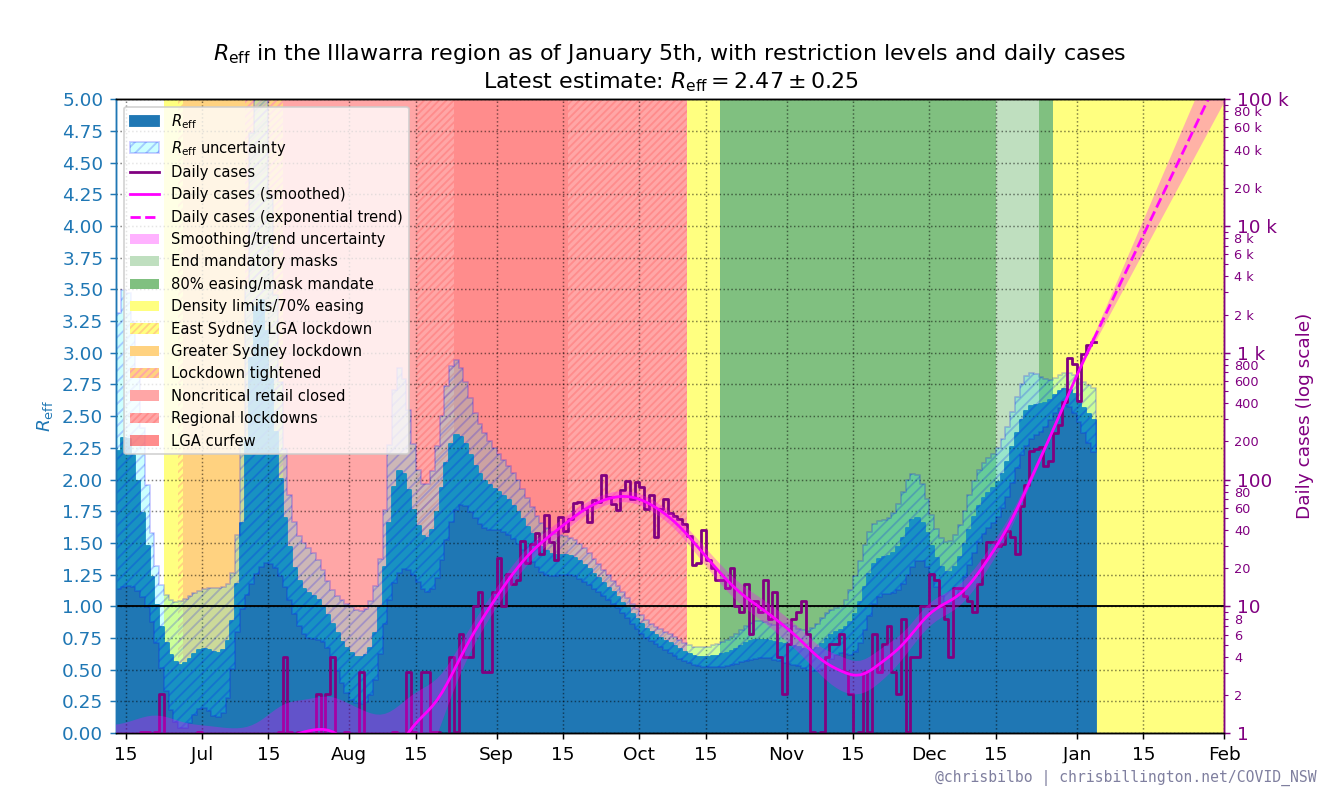 R_eff in the Illawarra region as of January 5th, with restriction levels and daily cases
Latest estimate: R_eff = 2.47 ± 0.25
R_eff
R_eff uncertainty
Daily cases
Daily cases (smoothed)
Daily cases (exponential trend)
Smoothing/trend uncertainty
End mandatory masks
80% easing/mask mandate
Density limits/70% easing
East Sydney LGA lockdown
Greater Sydney lockdown
Lockdown tightened
Noncritical retail closed
Regional lockdowns
LGA curfew
5.00
4.75
4.50
4.25
4.00
3.75
3.50
3.25
3.00
2.75
2.50
2.25
2.00
1.75
1.50
1.25
1.00
0.75
0.50
0.25
0.00
R_eff
100 k
80 k
60 k
40 k
20 k
10 k
8 k
6 k
4 k
2 k
1 k
800
600
400
200
100
80
60
40
20
10
8
6
4
2
1
Daily cases (log scale)
15 Jul 15 Aug 15 Sep 15 Oct 15 Nov 15 Dec 15 Jan 15 Feb
@chrisbilbo | chrisbillington.net/COVID_NSW